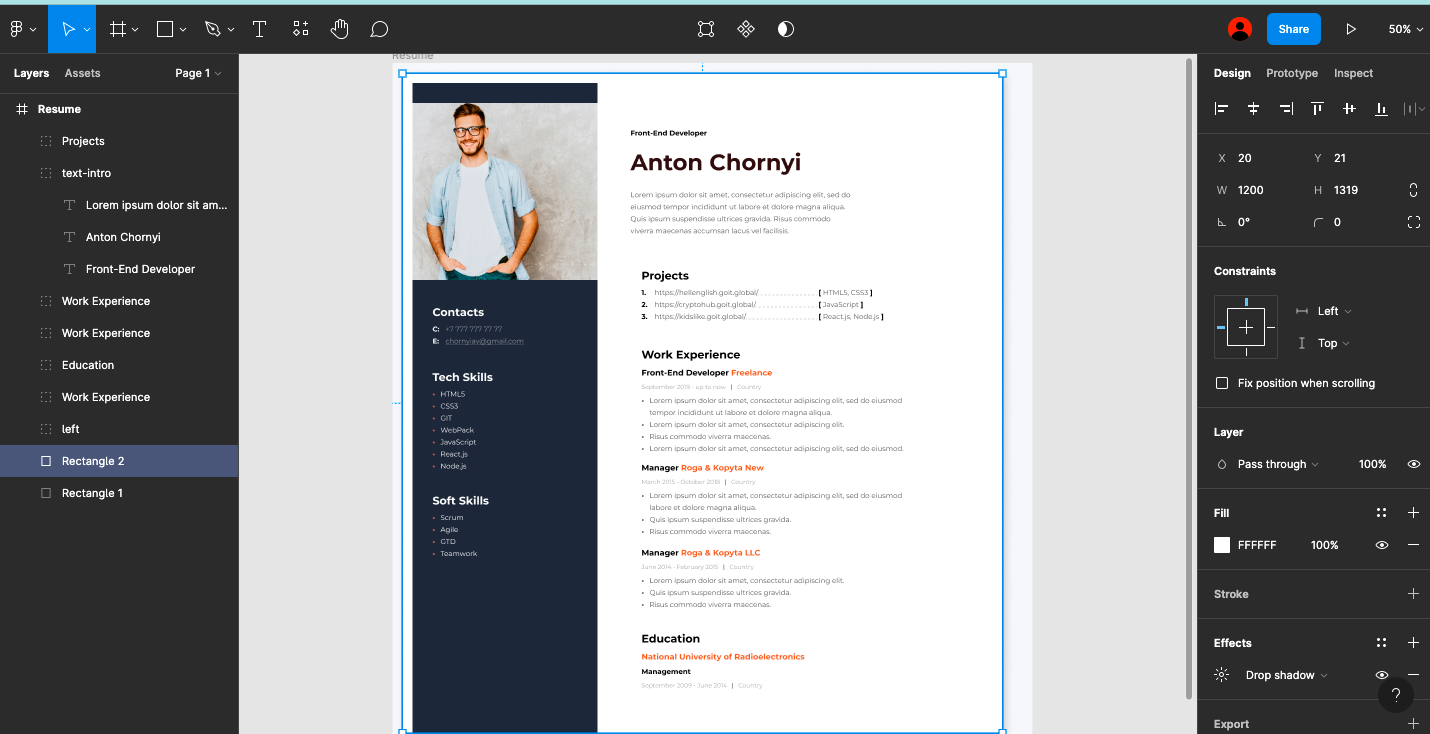 Share
50%
Layers
Assets
Page 1
Resume
Projects
text-intro
Lorem ipsum dolor sit am...
Anton Chornyi
Front-End Developer
Work Experience
Work Experience
Education
Work Experience
left
Rectangle 2
Rectangle 1
Resume
Front-End Developer
Anton Chornyi
Lorem ipsum dolor sit amet, consectetur adipiscing elit, sed do
eiusmod tempor incididunt ut labore et dolore magna aliqua.
Quis ipsum suspendisse ultrices gravida. Risus commodo
viverra maecenas accumsan lacus vel facilisis.
Contacts
C: +7 777 777 77 77
E: chornyiav@gmail.com
Tech Skills
• HTML5
• CSS3
• GIT
• WebPack
• JavaScript
• React.js
• Node.js
Soft Skills
• Scrum
• Agile
• GTD
• Teamwork
Projects
1. https://hellenglish.goit.global/ [ HTML5, CSS3 ]
2. https://cryptohub.goit.global/ [ JavaScript ]
3. https://kidslike.goit.global/ [ React.js, Node.js ]
Work Experience
Front-End Developer Freelance
September 2019 - up to now | Country
• Lorem ipsum dolor sit amet, consectetur adipiscing elit, sed do eiusmod
tempor incididunt ut labore et dolore magna aliqua.
• Lorem ipsum dolor sit amet, consectetur adipiscing elit.
• Risus commodo viverra maecenas.
• Lorem ipsum dolor sit amet, consectetur adipiscing elit, sed do eiusmod.
Manager Roga & Kopyta New
March 2015 - October 2018 | Country
• Lorem ipsum dolor sit amet, consectetur adipiscing elit, sed do eiusmod
labore et dolore magna aliqua.
• Quis ipsum suspendisse ultrices gravida.
• Risus commodo viverra maecenas.
Manager Roga & Kopyta LLC
June 2014 - February 2015 | Country
• Lorem ipsum dolor sit amet, consectetur adipiscing elit.
• Quis ipsum suspendisse ultrices gravida.
• Risus commodo viverra maecenas.
Education
National University of Radioelectronics
Management
September 2009 - June 2014 | Country
Design
Prototype
Inspect
X 20 Y 21
W 1200 H 1319
0° 0
Constraints
Left
Top
Fix position when scrolling
Layer
Pass through 100%
Fill
FFFFFF 100%
Stroke
Effects
Drop shadow
?
Export